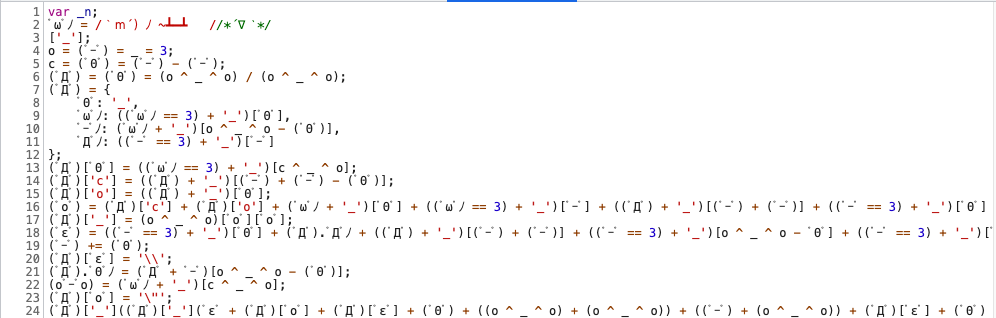 1 var _n;
2 ﾟωﾟﾉ = /｀ｍ´）ﾉ ~┻━┻   //*´∇｀*/
3 ['_'];
4 o = (ﾟｰﾟ) = _ = 3;
5 c = (ﾟΘﾟ) = (ﾟｰﾟ) - (ﾟｰﾟ);
6 (ﾟДﾟ) = (ﾟΘﾟ) = (o ^ _ ^ o) / (o ^ _ ^ o);
7 (ﾟДﾟ) = {
8     ﾟΘﾟ: '_',
9     ﾟωﾟﾉ: ((ﾟωﾟﾉ == 3) + '_')[ﾟΘﾟ],
10     ﾟｰﾟﾉ: (ﾟωﾟﾉ + '_')[o ^ _ ^ o - (ﾟΘﾟ)],
11     ﾟДﾟﾉ: ((ﾟｰﾟ == 3) + '_')[ﾟｰﾟ]
12 };
13 (ﾟДﾟ)[ﾟΘﾟ] = ((ﾟωﾟﾉ == 3) + '_')[c ^ _ ^ o];
14 (ﾟДﾟ)['c'] = ((ﾟДﾟ) + '_')[(ﾟｰﾟ) + (ﾟｰﾟ) - (ﾟΘﾟ)];
15 (ﾟДﾟ)['o'] = ((ﾟДﾟ) + '_')[ﾟΘﾟ];
16 (ﾟoﾟ) = (ﾟДﾟ)['c'] + (ﾟДﾟ)['o'] + (ﾟωﾟﾉ + '_')[ﾟΘﾟ] + ((ﾟωﾟﾉ == 3) + '_')[ﾟｰﾟ] + ((ﾟДﾟ) + '_')[(ﾟｰﾟ) + (ﾟｰﾟ)] + ((ﾟｰﾟ == 3) + '_')[ﾟΘﾟ]
17 (ﾟДﾟ)['_'] = (o ^ _ ^ o)[ﾟoﾟ][ﾟoﾟ];
18 (ﾟεﾟ) = ((ﾟｰﾟ == 3) + '_')[ﾟΘﾟ] + (ﾟДﾟ).ﾟДﾟﾉ + ((ﾟДﾟ) + '_')[(ﾟｰﾟ) + (ﾟｰﾟ)] + ((ﾟｰﾟ == 3) + '_')[o ^ _ ^ o - ﾟΘﾟ] + ((ﾟｰﾟ == 3) + '_')[ﾟ
19 (ﾟｰﾟ) += (ﾟΘﾟ);
20 (ﾟДﾟ)[ﾟεﾟ] = '\\';
21 (ﾟДﾟ).ﾟΘﾟﾉ = (ﾟДﾟ + ﾟｰﾟ)[o ^ _ ^ o - (ﾟΘﾟ)];
22 (oﾟｰﾟo) = (ﾟωﾟﾉ + '_')[c ^ _ ^ o];
23 (ﾟДﾟ)[ﾟoﾟ] = '\"';
24 (ﾟДﾟ)['_']((ﾟДﾟ)['_'](ﾟεﾟ + (ﾟДﾟ)[ﾟoﾟ] + (ﾟДﾟ)[ﾟεﾟ] + (ﾟΘﾟ) + ((o ^ _ ^ o) + (o ^ _ ^ o)) + ((ﾟｰﾟ) + (o ^ _ ^ o)) + (ﾟДﾟ)[ﾟεﾟ] + (ﾟΘﾟ)